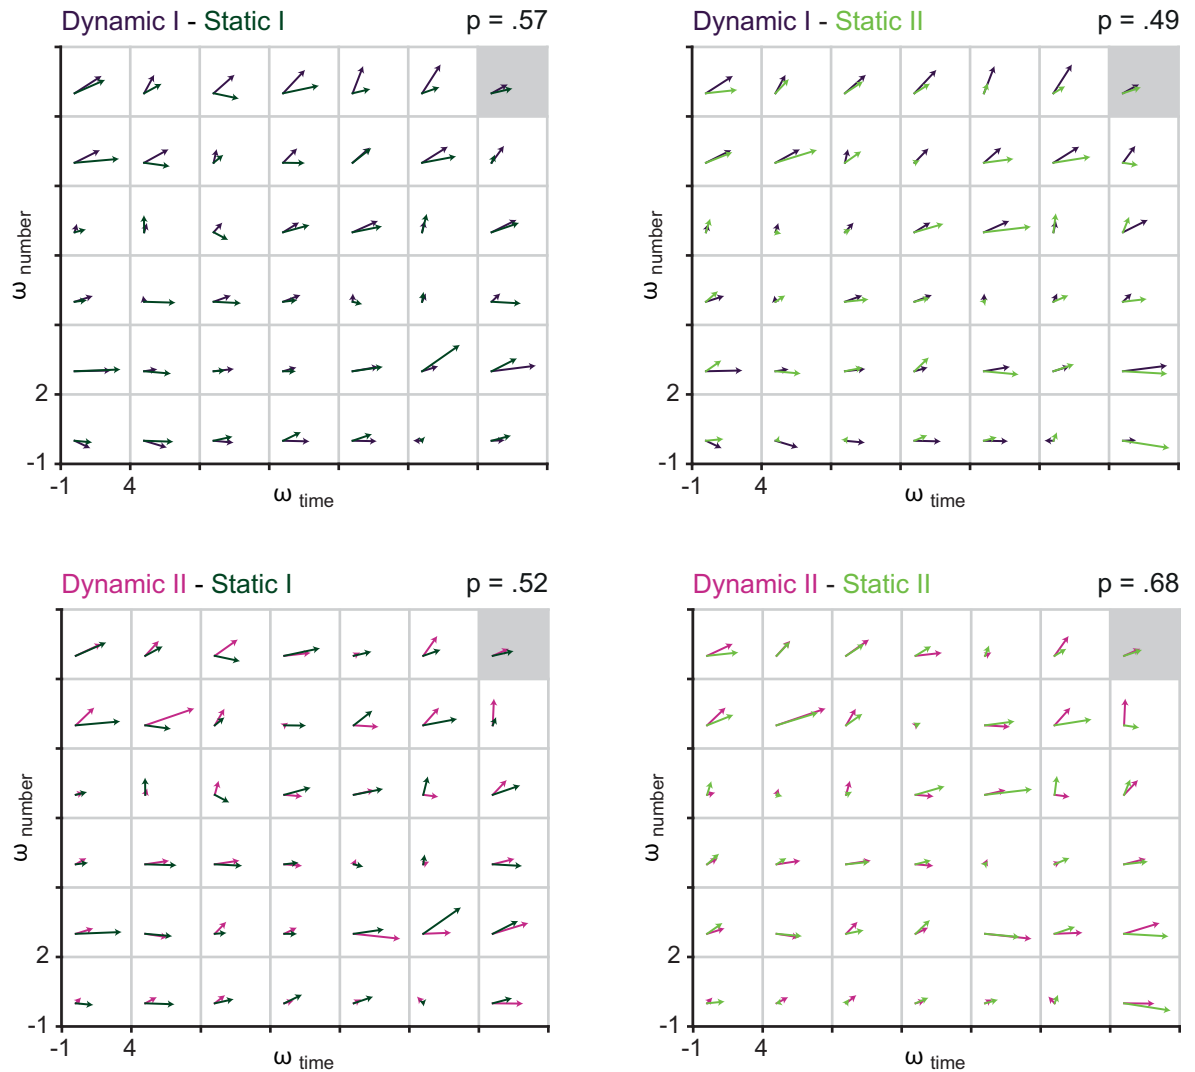 Dynamic I - Static I p = .57
ω number
2
-1
-1 4 ω time
Dynamic I - Static II p = .49
ω number
2
-1
-1 4 ω time
Dynamic II - Static I p = .52
ω number
2
-1
-1 4 ω time
Dynamic II - Static II p = .68
ω number
2
-1
-1 4 ω time